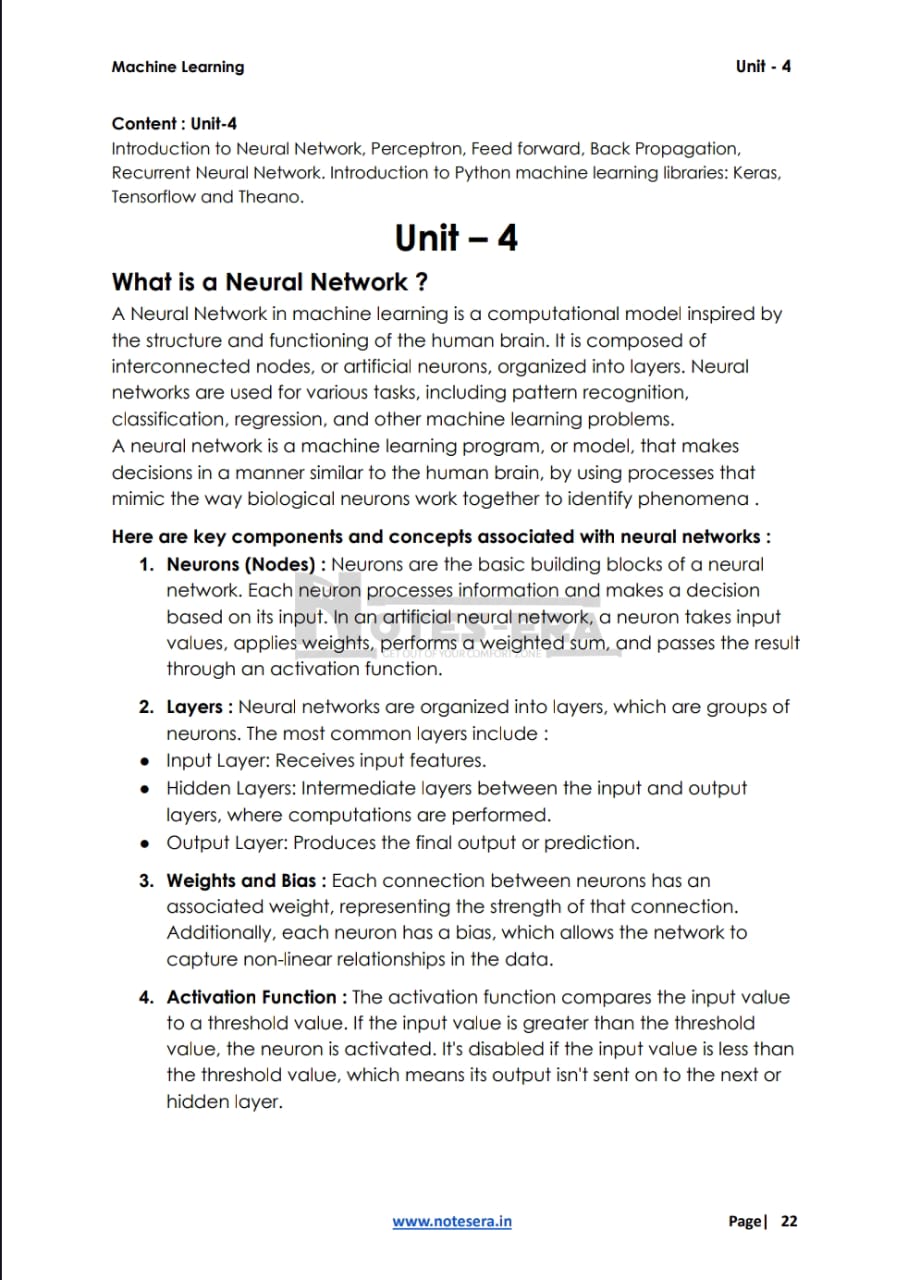 Machine Learning Unit - 4
Content : Unit-4
Introduction to Neural Network, Perceptron, Feed forward, Back Propagation,
Recurrent Neural Network. Introduction to Python machine learning libraries: Keras,
Tensorflow and Theano.
Unit – 4
What is a Neural Network ?
A Neural Network in machine learning is a computational model inspired by
the structure and functioning of the human brain. It is composed of
interconnected nodes, or artificial neurons, organized into layers. Neural
networks are used for various tasks, including pattern recognition,
classification, regression, and other machine learning problems.
A neural network is a machine learning program, or model, that makes
decisions in a manner similar to the human brain, by using processes that
mimic the way biological neurons work together to identify phenomena .
Here are key components and concepts associated with neural networks :
1. Neurons (Nodes) : Neurons are the basic building blocks of a neural
network. Each neuron processes information and makes a decision
based on its input. In an artificial neural network, a neuron takes input
values, applies weights, performs a weighted sum, and passes the result
through an activation function.
NOTES-ERA
GET OUT OF YOUR COMFORT ZONE
2. Layers : Neural networks are organized into layers, which are groups of
neurons. The most common layers include :
● Input Layer: Receives input features.
● Hidden Layers: Intermediate layers between the input and output
layers, where computations are performed.
● Output Layer: Produces the final output or prediction.
3. Weights and Bias : Each connection between neurons has an
associated weight, representing the strength of that connection.
Additionally, each neuron has a bias, which allows the network to
capture non-linear relationships in the data.
4. Activation Function : The activation function compares the input value
to a threshold value. If the input value is greater than the threshold
value, the neuron is activated. It's disabled if the input value is less than
the threshold value, which means its output isn't sent on to the next or
hidden layer.
www.notesera.in Page| 22